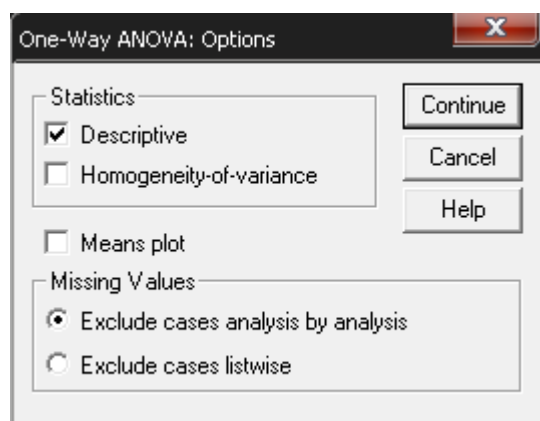 One-Way ANOVA: Options
Statistics
Descriptive
Homogeneity-of-variance
Continue
Cancel
Help
Means plot
Missing Values
Exclude cases analysis by analysis
Exclude cases listwise